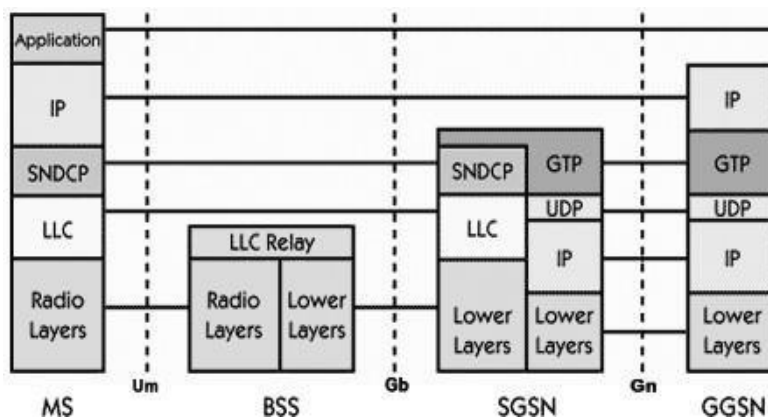 Application
IP
IP
SNDCP
SNDCP
GTP
GTP
LLC
LLC
UDP
UDP
LLC Relay
IP
IP
Radio
Layers
Radio
Layers
Lower
Layers
Lower
Layers
Lower
Layers
Lower
Layers
Um
Gb
Gn
MS
BSS
SGSN
GGSN